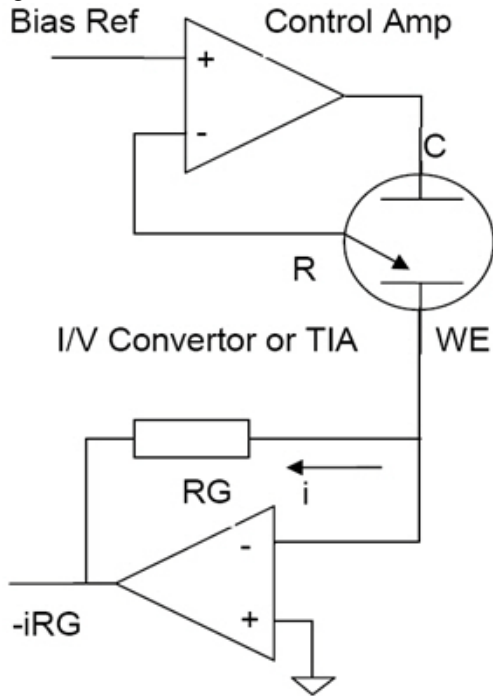 Bias Ref
Control Amp
+
-
C
R
I/V Convertor or TIA
WE
RG
i
-
+
-iRG